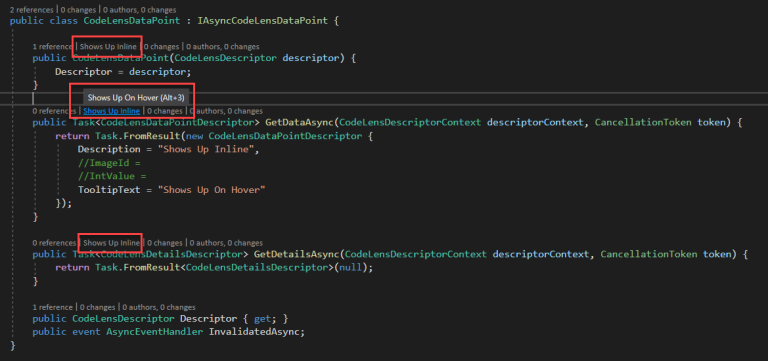 2 references | 0 changes | 0 authors, 0 changes
public class CodeLensDataPoint : IAsyncCodeLensDataPoint {
1 reference | Shows Up Inline | 0 changes | 0 authors, 0 changes
public CodeLensDataPoint(CodeLensDescriptor descriptor) {
Descriptor = descriptor;
}
Shows Up On Hover (Alt+3)
0 references | Shows Up Inline | 0 changes | 0 authors, 0 changes
public Task<CodeLensDataPointDescriptor> GetDataAsync(CodeLensDescriptorContext descriptorContext, CancellationToken token) {
return Task.FromResult(new CodeLensDataPointDescriptor {
Description = "Shows Up Inline",
//ImageId =
//IntValue =
TooltipText = "Shows Up On Hover"
});
}
0 references | Shows Up Inline | 0 changes | 0 authors, 0 changes
public Task<CodeLensDetailsDescriptor> GetDetailsAsync(CodeLensDescriptorContext descriptorContext, CancellationToken token) {
return Task.FromResult<CodeLensDetailsDescriptor>(null);
}
1 reference | 0 changes | 0 authors, 0 changes
public CodeLensDescriptor Descriptor { get; }
public event AsyncEventHandler InvalidatedAsync;
}